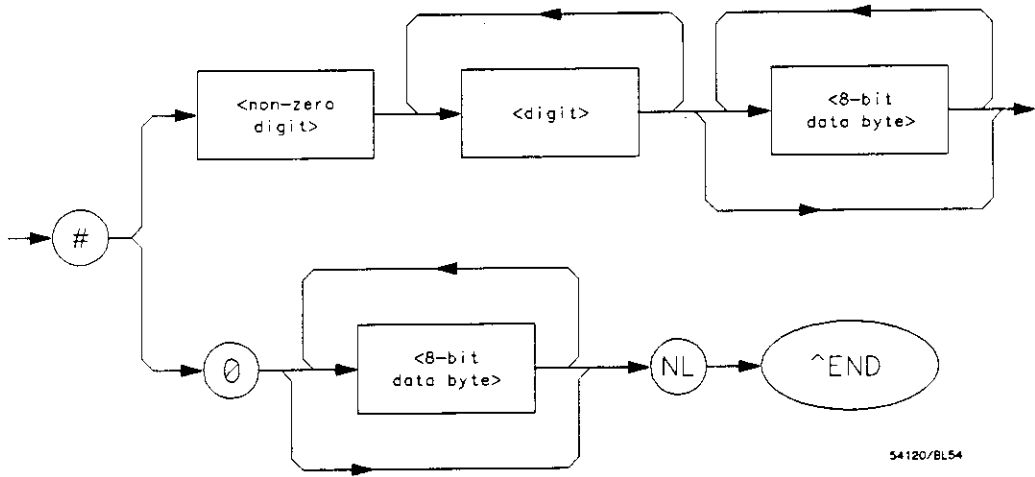 <non-zero
digit>
<digit>
<8-bit
data byte>
#
0
<8-bit
data byte>
NL
^END
54120/BL54